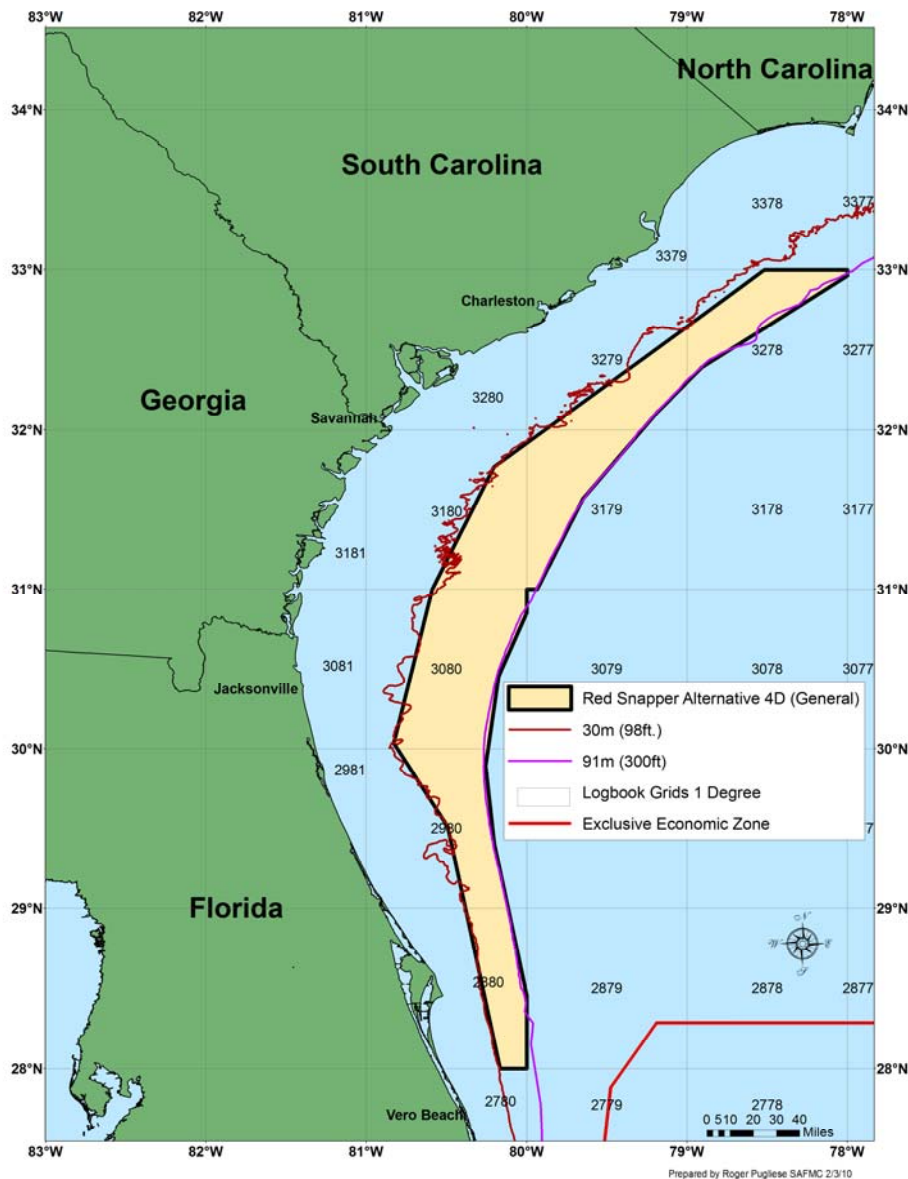 83°W 82°W 81°W 80°W 79°W 78°W
North Carolina
34°N 34°N
South Carolina
3378 3377
3379
33°N 33°N
Charleston
3279 3278 3277
Georgia
3280
Savannah
32°N 32°N
3180 3179 3178 3177
3181
31°N 31°N
3081 3080 3079 3078 3077
Jacksonville
Red Snapper Alternative 4D (General)
30m (98ft.)
30°N 30°N
91m (300ft)
2981
Logbook Grids 1 Degree
2980
Exclusive Economic Zone
29°N 29°N
Florida
N
W E
S
2880 2879 2878 2877
28°N 28°N
Vero Beach
2780 2779 2778
0 5 10 20 30 40
Miles
83°W 82°W 81°W 80°W 79°W 78°W
Prepared by Roger Pugliese SAFMC 2/3/10